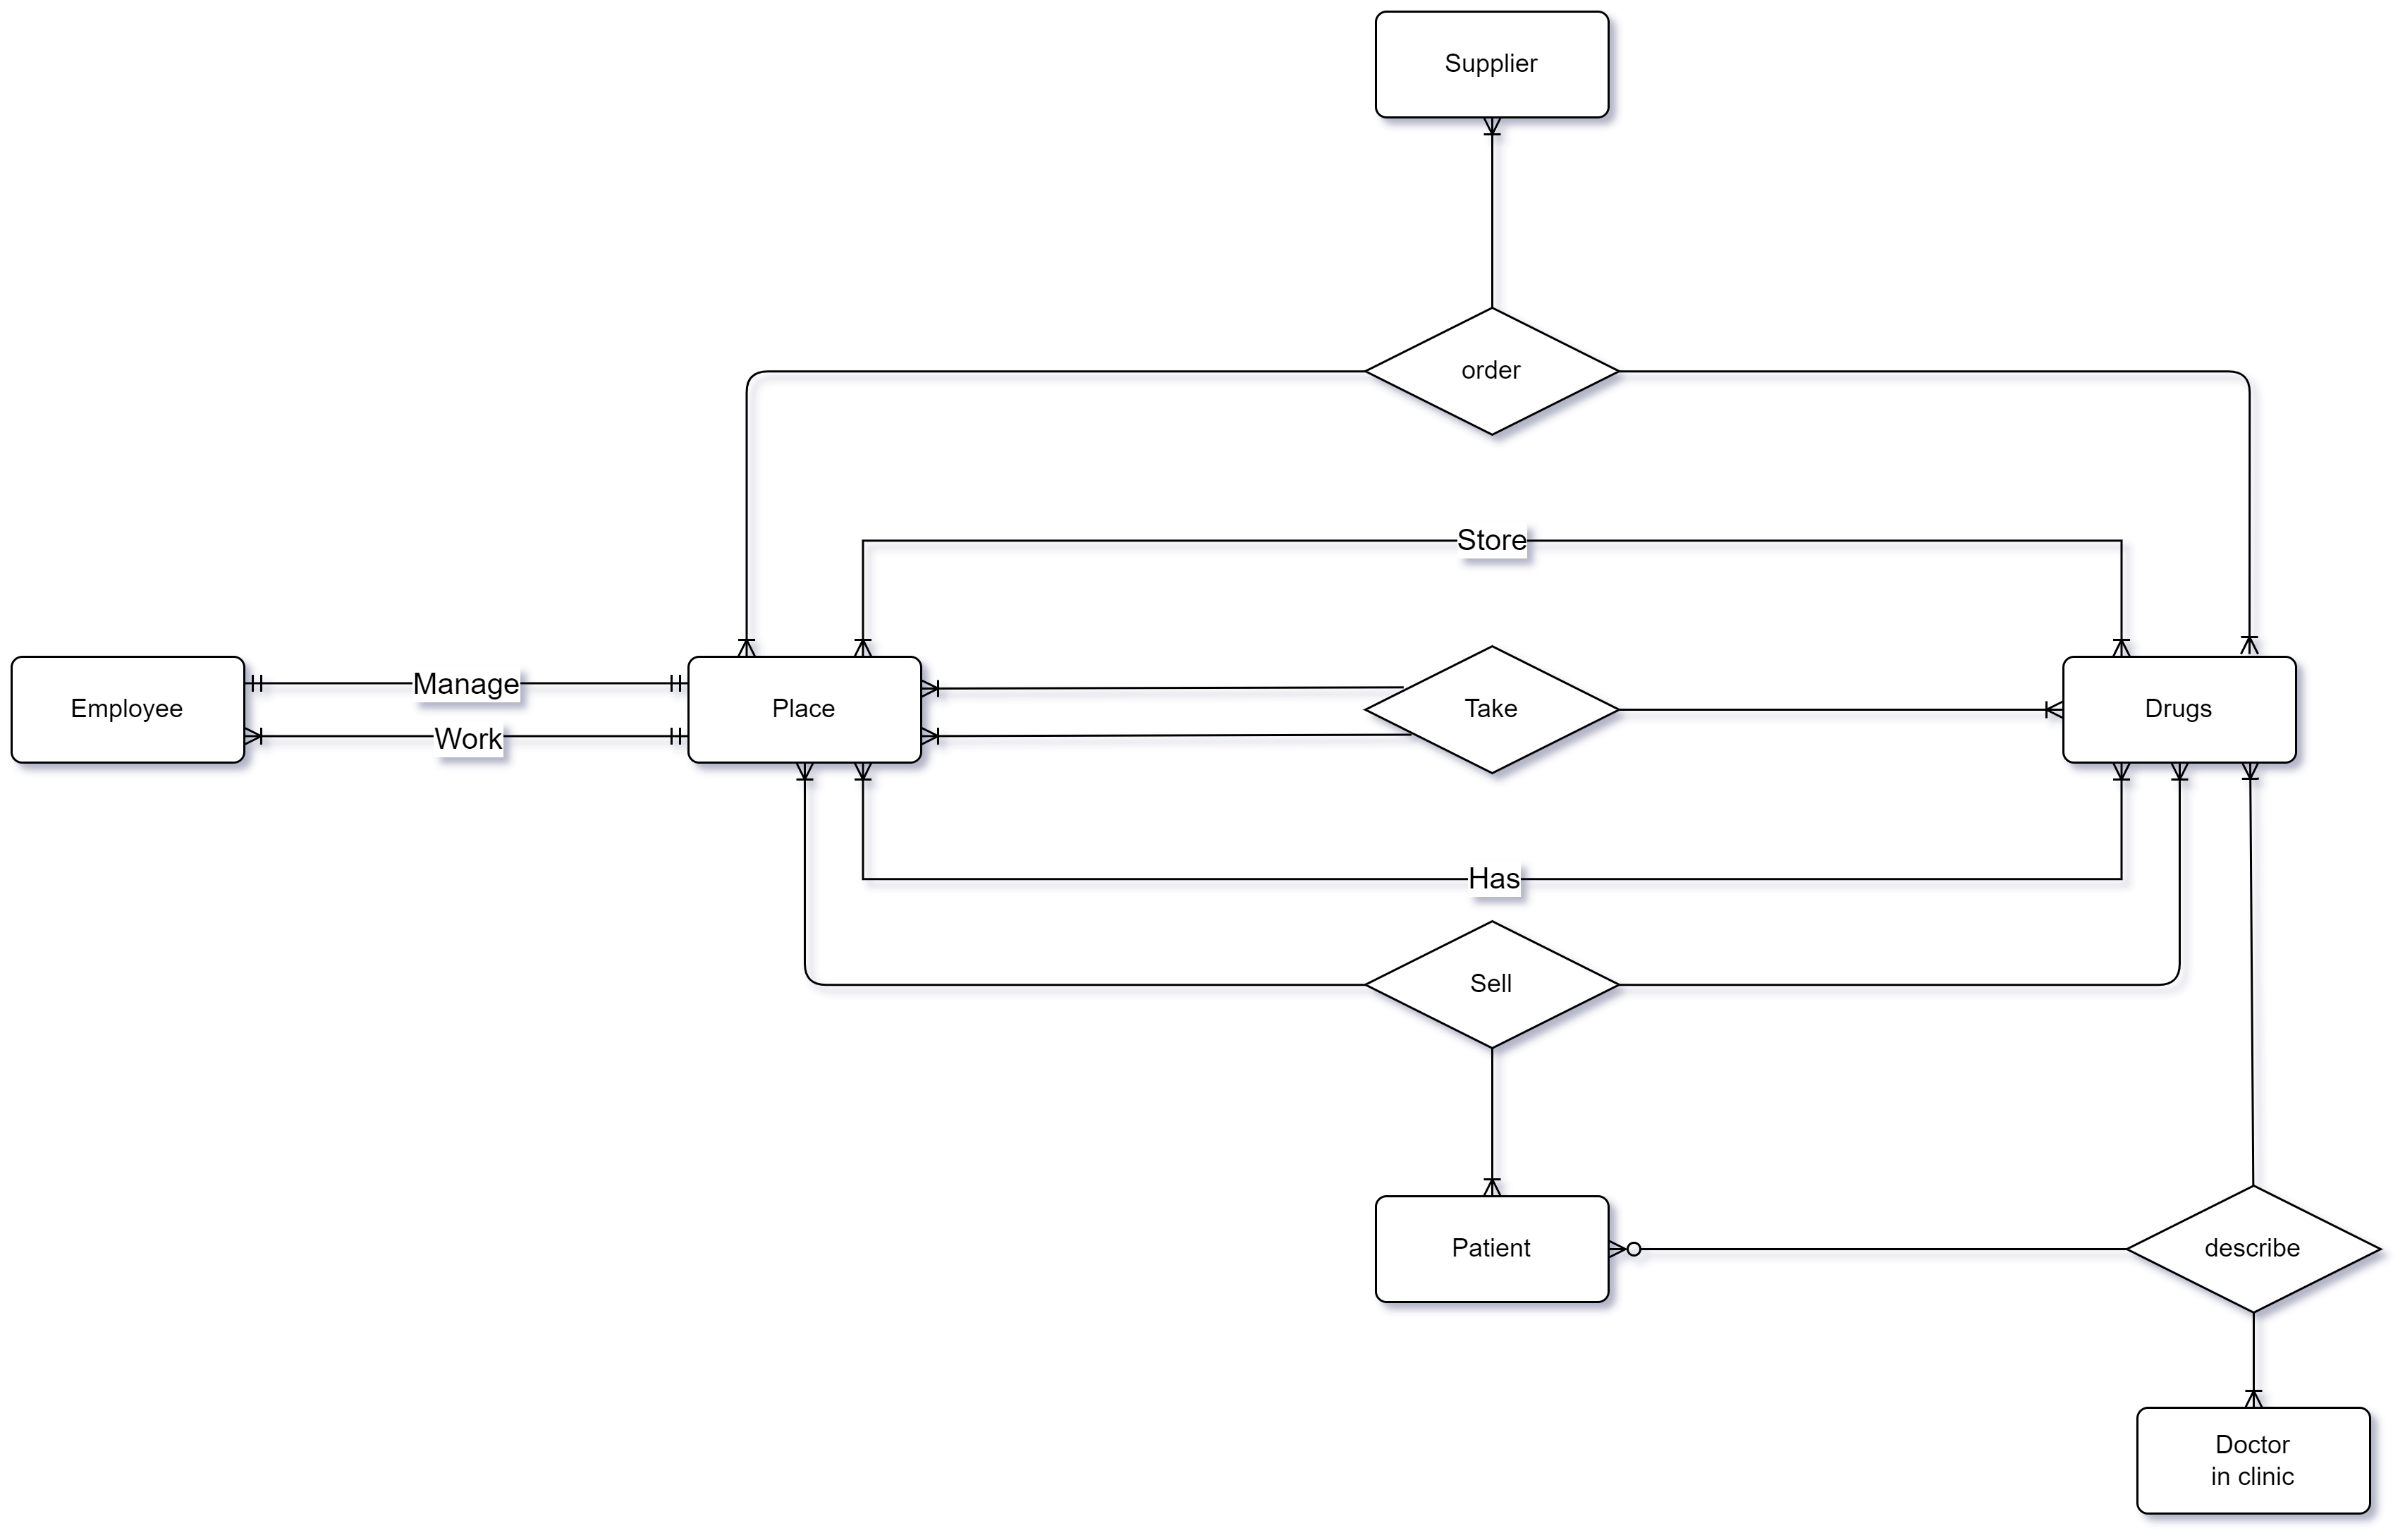 Supplier
order
Store
Manage
Employee
Place
Take
Drugs
Work
Has
Sell
Patient
describe
Doctor
in clinic